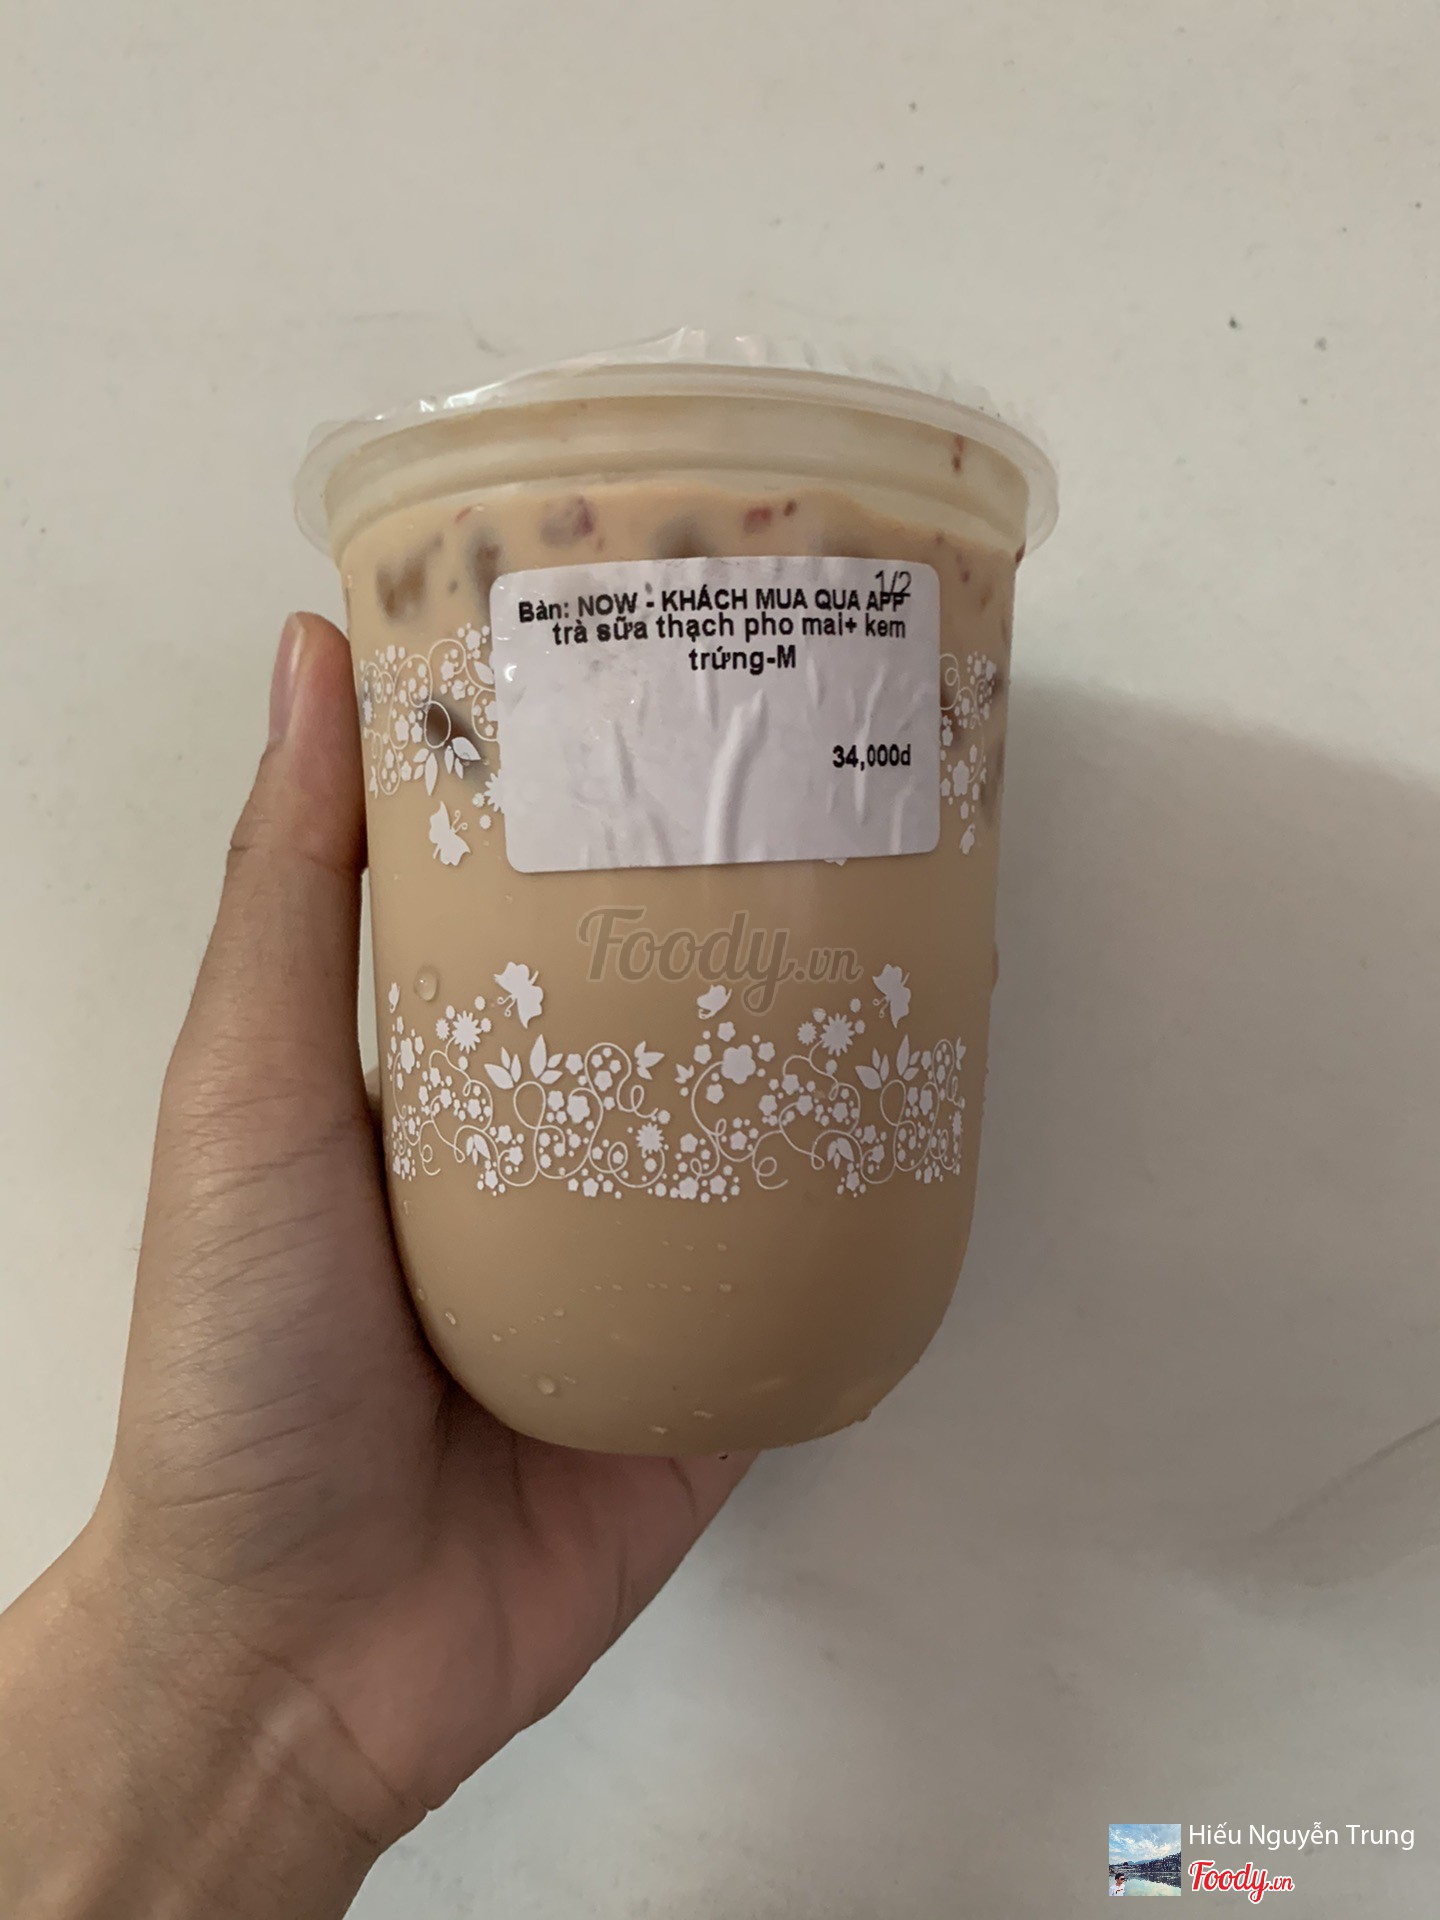 1/2
Bàn: NOW - KHÁCH MUA QUA APP
trà sữa thạch pho mai+ kem
trứng-M
34,000d
Foody.vn
Hiếu Nguyễn Trung
Foody.vn